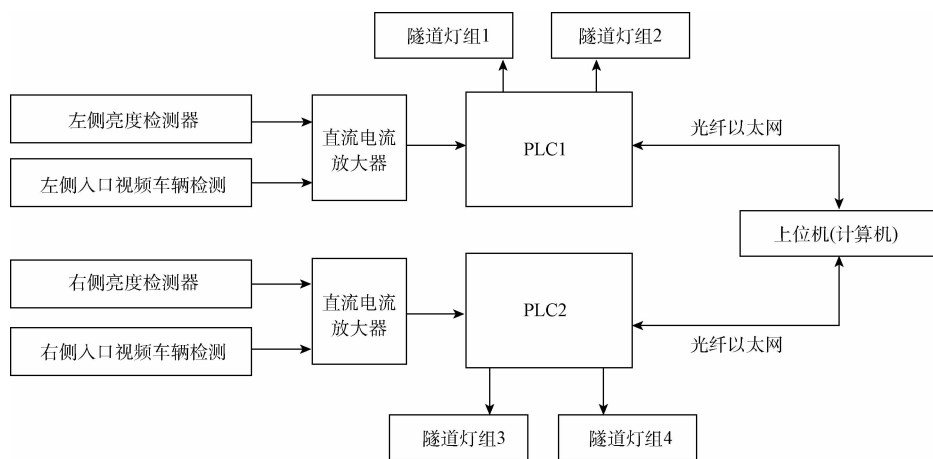 隧道灯组1
隧道灯组2
左侧亮度检测器
左侧入口视频车辆检测
直流电流
放大器
PLC1
光纤以太网
上位机(计算机)
右侧亮度检测器
右侧入口视频车辆检测
直流电流
放大器
PLC2
光纤以太网
隧道灯组3
隧道灯组4